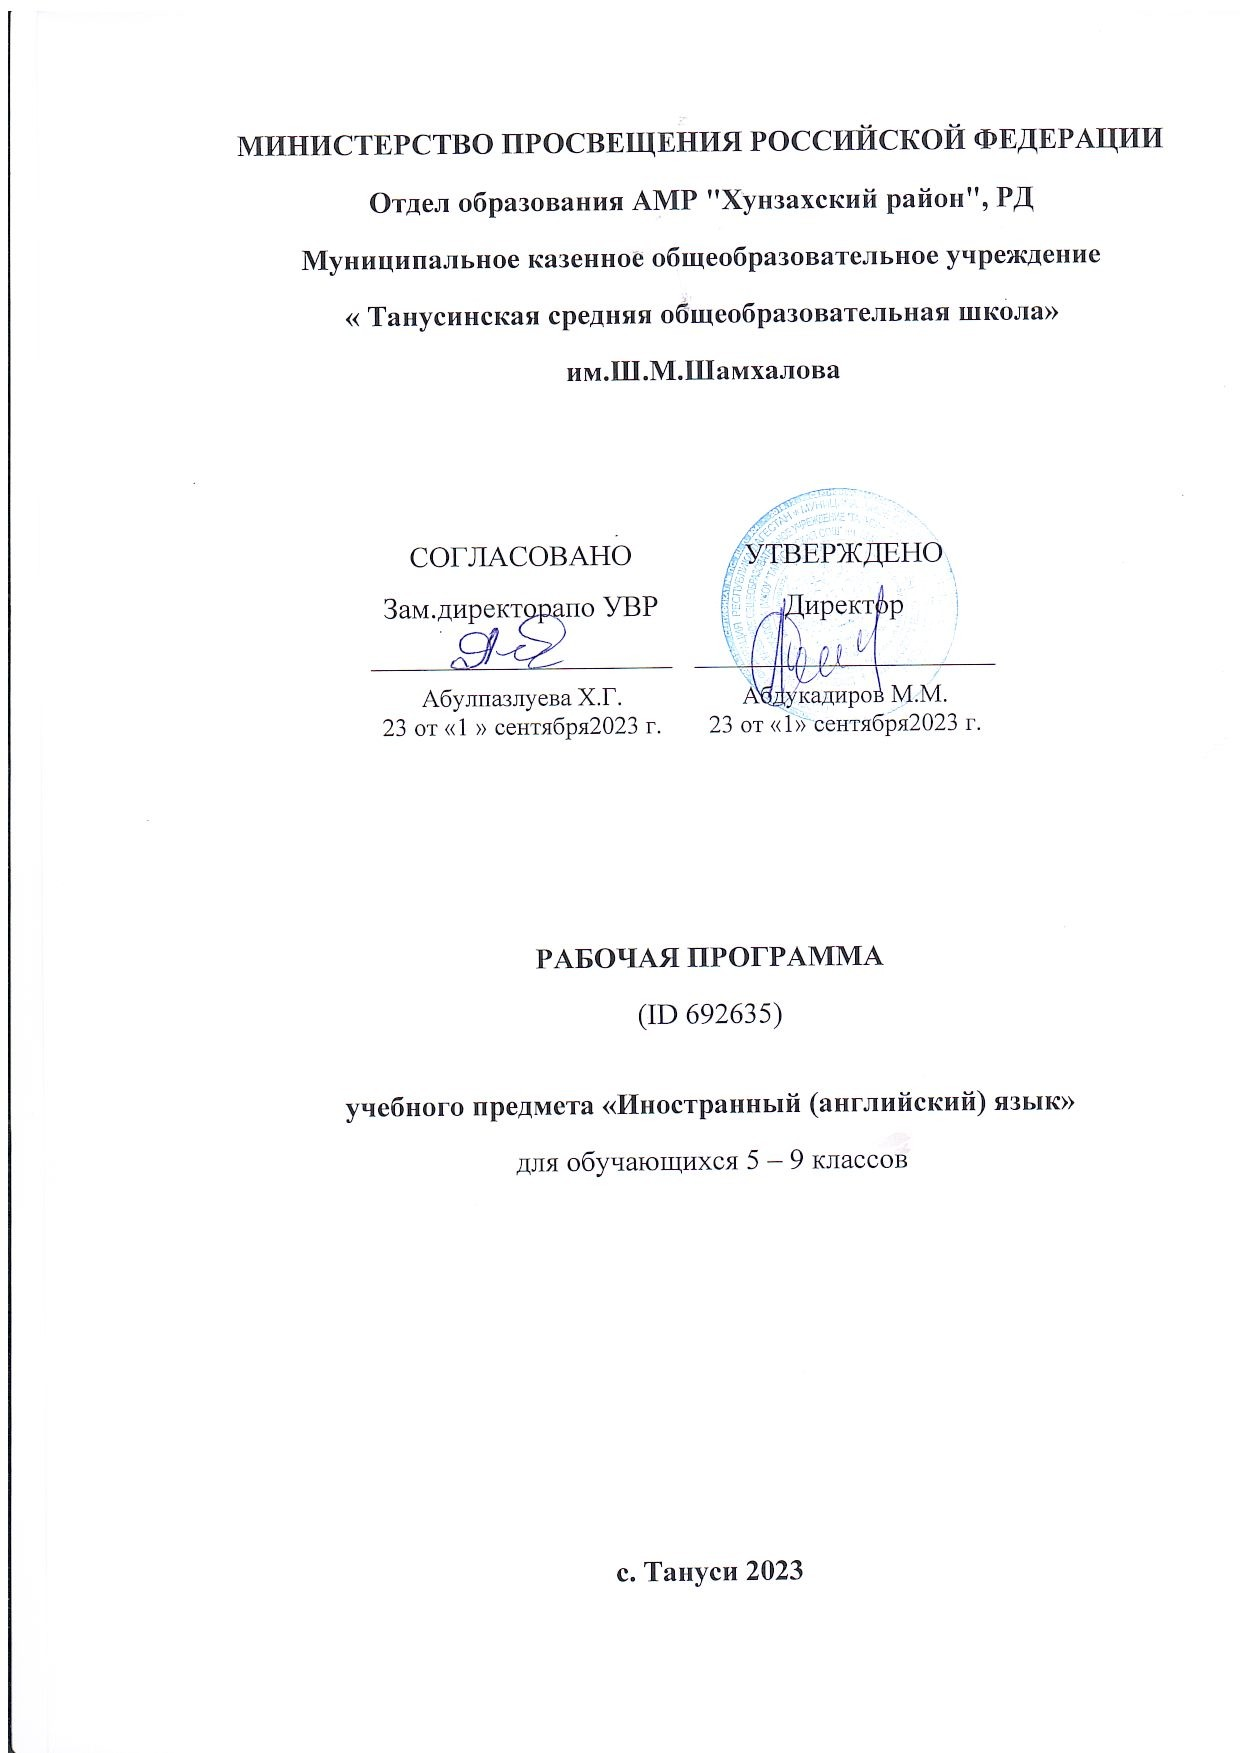 МИНИСТЕРСТВО ПРОСВЕЩЕНИЯ РОССИЙСКОЙ ФЕДЕРАЦИИ
Отдел образования АМР "Хунзахский район", РД
Муниципальное казенное общеобразовательное учреждение
« Танусинская средняя общеобразовательная школа»
им.Ш.М.Шамхалова
СОГЛАСОВАНО
Зам.директорапо УВР
Абулпазлуева Х.Г.
23 от «1 » сентября2023 г.
УТВЕРЖДЕНО
Директор
Абдукадиров М.М.
23 от «1» сентября2023 г.
РАБОЧАЯ ПРОГРАММА
(ID 692635)
учебного предмета «Иностранный (английский) язык»
для обучающихся 5 – 9 классов
с. Тануси 2023